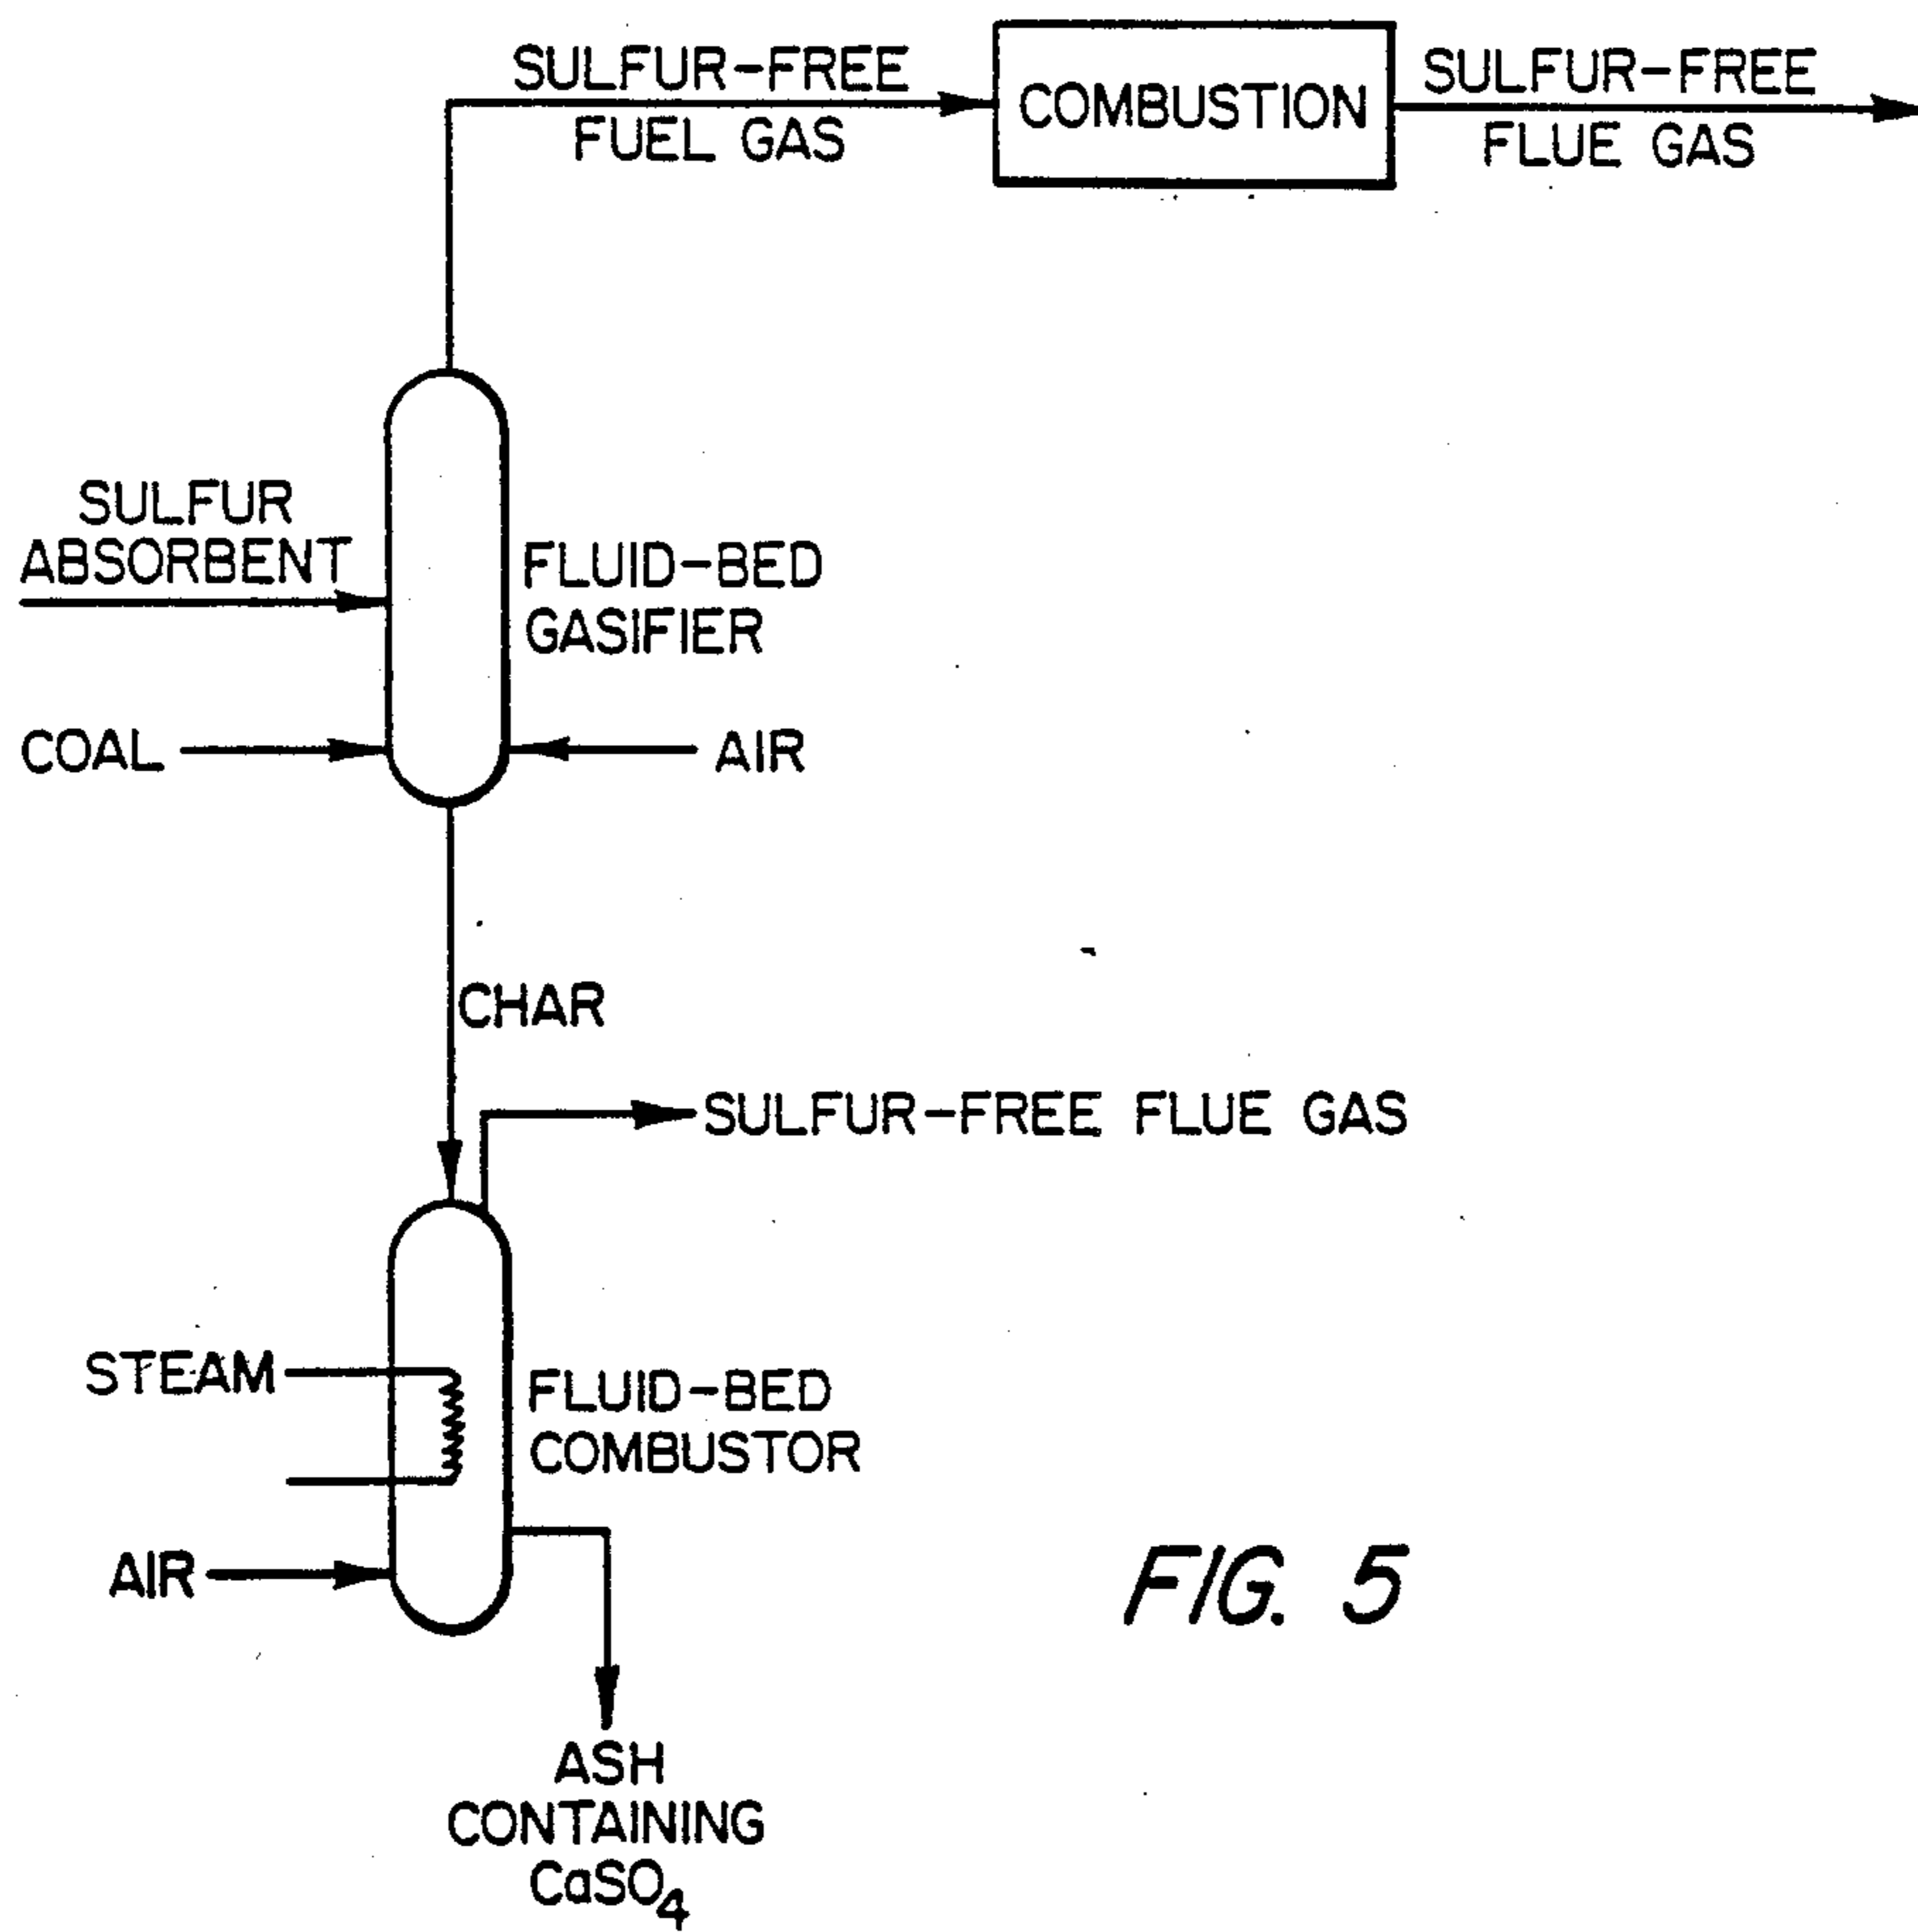 SULFUR-FREE
FUEL GAS
COMBUSTION
SULFUR-FREE
FLUE GAS
SULFUR
ABSORBENT
FLUID-BED
GASIFIER
COAL
AIR
CHAR
SULFUR-FREE FLUE GAS
STEAM
FLUID-BED
COMBUSTOR
AIR
ASH
CONTAINING
CaSO₄
FIG. 5